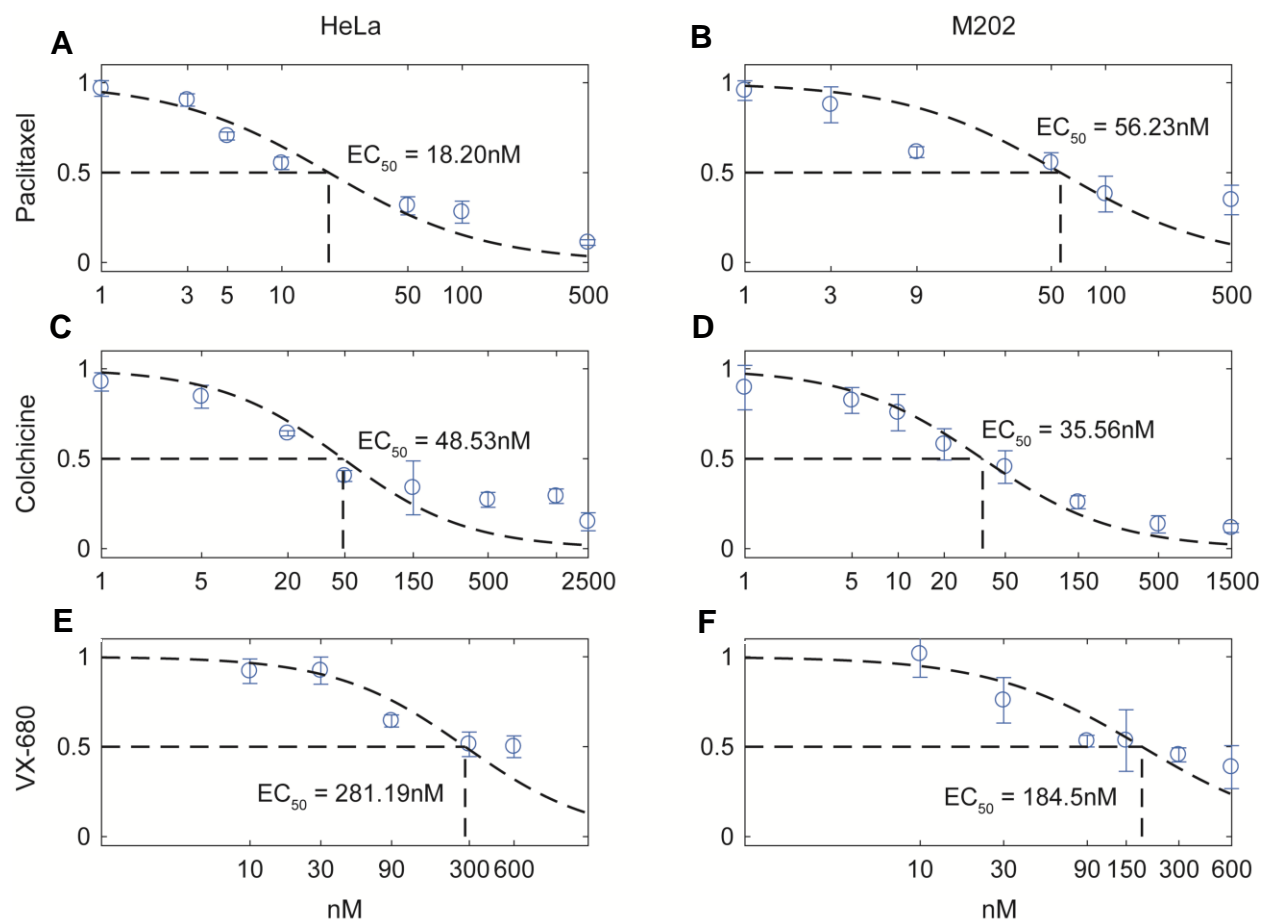 HeLa
M202
A
B
Paclitaxel
1
0.5
0
EC50 = 18.20nM
1 3 5 10 50 100 500
1
0.5
0
EC50 = 56.23nM
1 3 9 50 100 500
C
D
Colchicine
1
0.5
0
EC50 = 48.53nM
1 5 20 50 150 500 2500
1
0.5
0
EC50 = 35.56nM
1 5 10 20 50 150 500 1500
E
F
VX-680
1
0.5
0
EC50 = 281.19nM
10 30 90 300 600
nM
1
0.5
0
EC50 = 184.5nM
10 30 90 150 300 600
nM